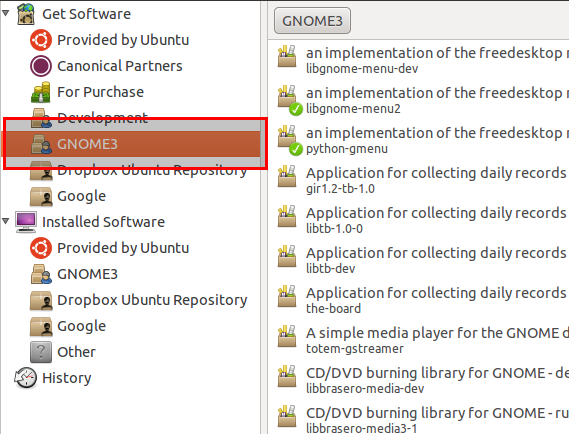 Get Software
Provided by Ubuntu
Canonical Partners
For Purchase
Development
GNOME3
Dropbox Ubuntu Repository
Google
Installed Software
Provided by Ubuntu
GNOME3
Dropbox Ubuntu Repository
Google
Other
History
GNOME3
an implementation of the freedesktop
libgnome-menu-dev
an implementation of the freedesktop
libgnome-menu2
an implementation of the freedesktop
python-gmenu
Application for collecting daily records
gir1.2-tb-1.0
Application for collecting daily records
libtb-1.0-0
Application for collecting daily records
libtb-dev
Application for collecting daily records
the-board
A simple media player for the GNOME d
totem-gstreamer
CD/DVD burning library for GNOME - de
libbrasero-media-dev
CD/DVD burning library for GNOME - ru
libbrasero-media3-1